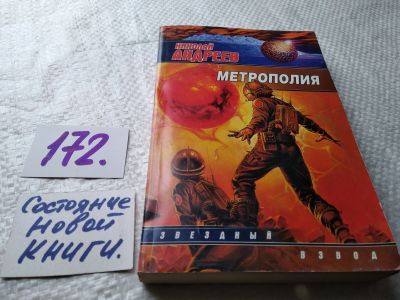 НИКОЛАЙ
АНДРЕЕВ
МЕТРОПОЛИЯ
172.
Состояние
новой
книги.
ЗВЕЗДНЫЙ
ВЗВОД